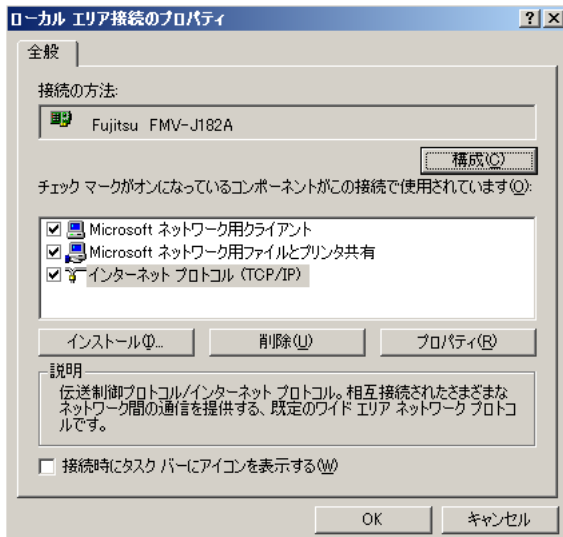 ローカル エリア接続のプロパティ
全般
接続の方法:
Fujitsu FMV-J182A
構成(C)
チェック マークがオンになっているコンポーネントがこの接続で使用されています(O):
Microsoft ネットワーク用クライアント
Microsoft ネットワーク用ファイルとプリンタ共有
インターネット プロトコル (TCP/IP)
インストール(I)... 削除(U) プロパティ(R)
説明
伝送制御プロトコル/インターネット プロトコル。相互接続されたさまざまな
ネットワーク間の通信を提供する、既定のワイド エリア ネットワーク プロトコ
ルです。
接続時にタスク バーにアイコンを表示する(W)
OK キャンセル